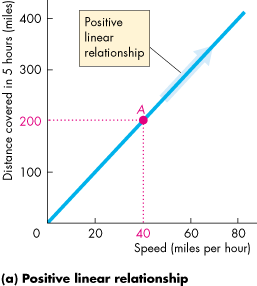 Distance covered in 5 hours (miles)
400
300
200
100
0
Positive
linear
relationship
A
20
40
60
80
Speed (miles per hour)
(a) Positive linear relationship